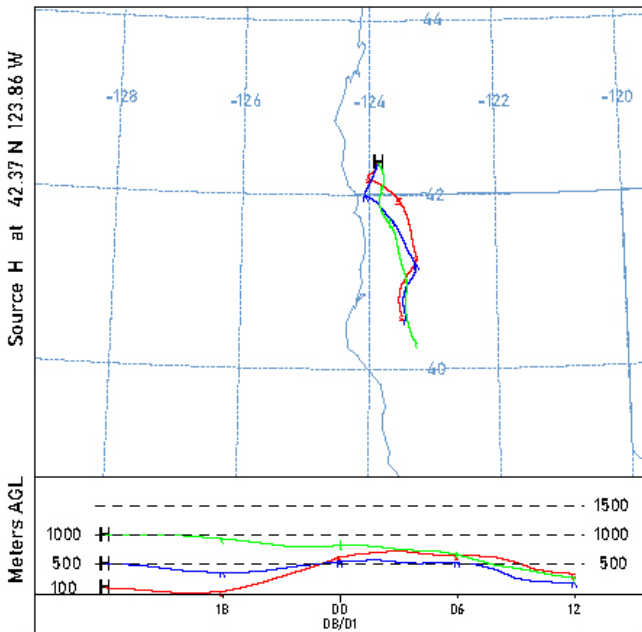 Source H at 42.37 N 123.86 W
44
-128
-126
-124
-122
-120
H
42
40
Meters AGL
1500
1000 H 1000
500 H 500
100 H
18 00 06 12
08/01